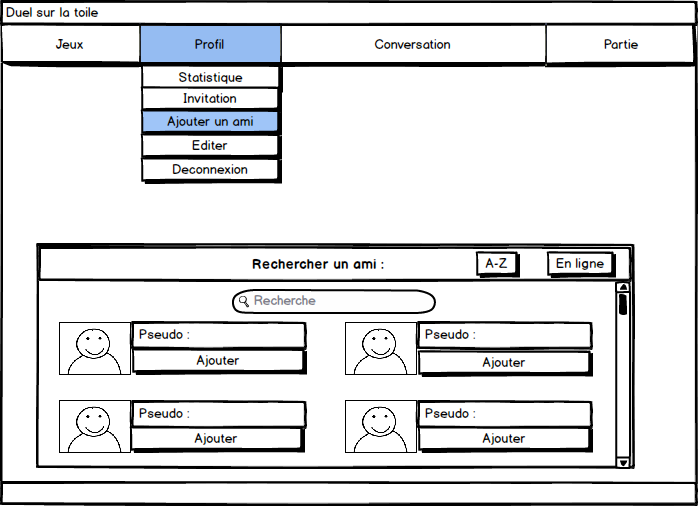 Duel sur la toile
Jeux Profil Conversation Partie
Statistique
Invitation
Ajouter un ami
Editer
Deconnexion
Rechercher un ami : A-Z En ligne
Recherche
Pseudo : Pseudo :
Ajouter Ajouter
Pseudo : Pseudo :
Ajouter Ajouter